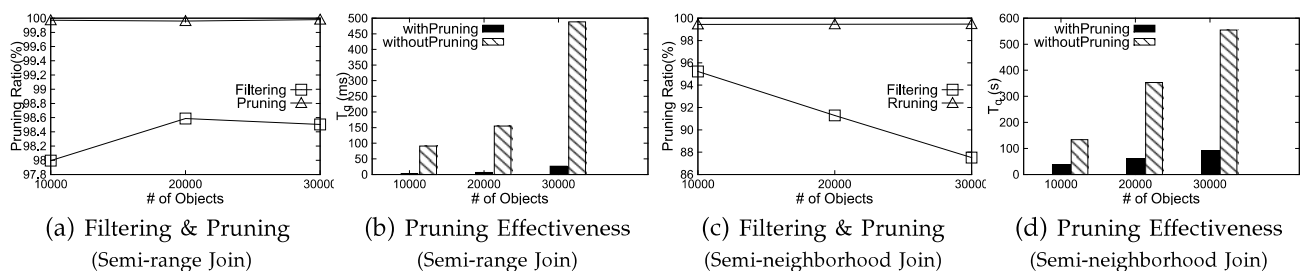 Pruning Ratio(%)
100
99.8
99.6
99.4
99.2
99
98.8
98.6
98.4
98.2
98
97.8
Filtering
Pruning
10000 20000 30000
# of Objects
(a) Filtering & Pruning
(Semi-range Join)
Tq (ms)
500
450
400
350
300
250
200
150
100
50
0
withPruning
withoutPruning
10000 20000 30000
# of Objects
(b) Pruning Effectiveness
(Semi-range Join)
Pruning Ratio(%)
100
98
96
94
92
90
88
86
Filtering
Rruning
10000 20000 30000
# of Objects
(c) Filtering & Pruning
(Semi-neighborhood Join)
Tq (s)
600
500
400
300
200
100
0
withPruning
withoutPruning
10000 20000 30000
# of Objects
(d) Pruning Effectiveness
(Semi-neighborhood Join)